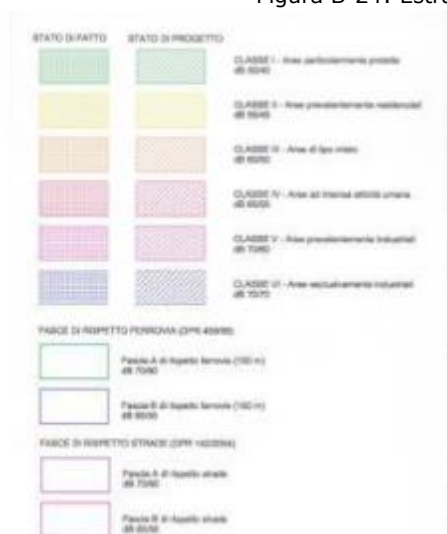 Figura B-24: Estra
STATO DI FATTO STATO DI PROGETTO
CLASSE I - Aree particolarmente protette
dB 50/40
CLASSE II - Aree prevalentemente residenziali
dB 55/45
CLASSE III - Aree di tipo misto
dB 60/50
CLASSE IV - Aree ad intensa attività umana
dB 65/55
CLASSE V - Aree prevalentemente industriali
dB 70/60
CLASSE VI - Aree esclusivamente industriali
dB 70/70
FASCE DI RISPETTO FERROVIA (DPR 459/98)
Fascia A di rispetto ferrovia (100 m)
dB 70/60
Fascia B di rispetto ferrovia (150 m)
dB 65/55
FASCE DI RISPETTO STRADE (DPR 142/2004)
Fascia A di rispetto strade
dB 70/60
Fascia B di rispetto strade
dB 65/55